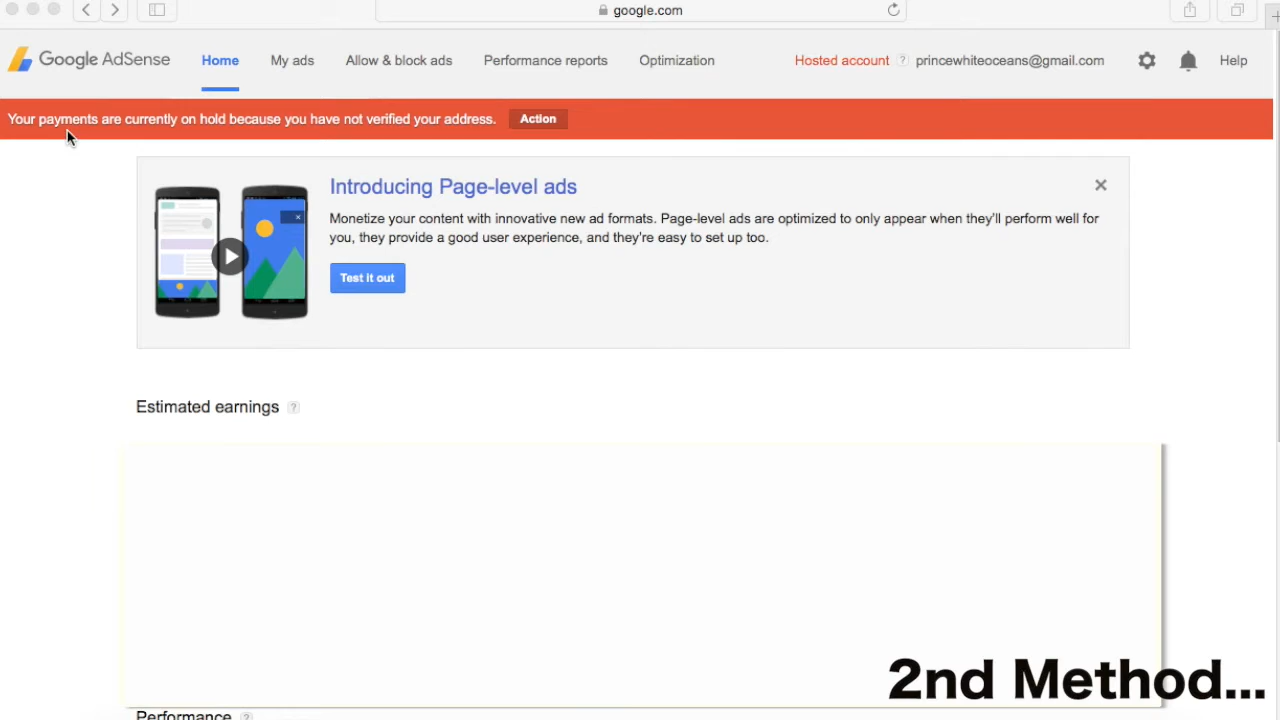 google.com
Google AdSense Home My ads Allow & block ads Performance reports Optimization Hosted account ? princewhiteoceans@gmail.com Help
Your payments are currently on hold because you have not verified your address. Action
Introducing Page-level ads
Monetize your content with innovative new ad formats. Page-level ads are optimized to only appear when they'll perform well for
you, they provide a good user experience, and they're easy to set up too.
Test it out
Estimated earnings ?
2nd Method...
Performance ?